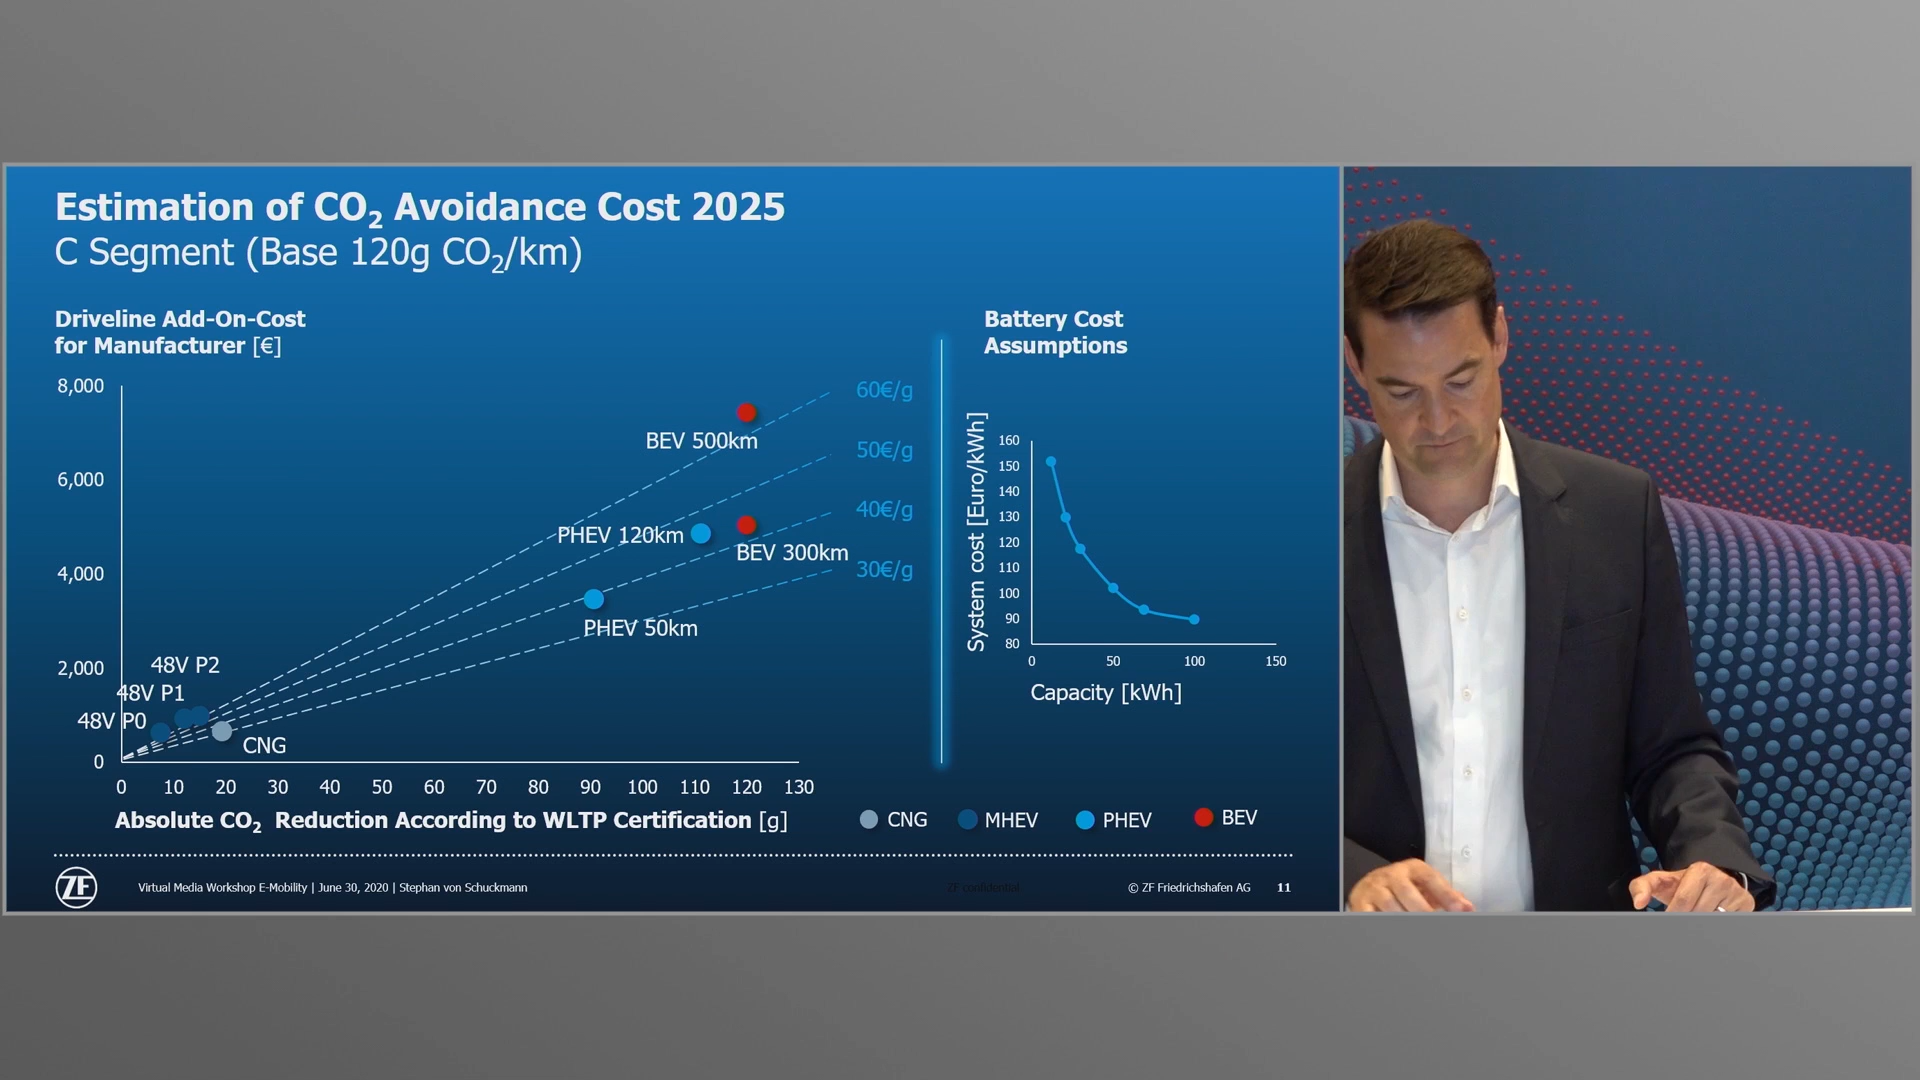 Estimation of CO₂ Avoidance Cost 2025
C Segment (Base 120g CO₂/km)
Driveline Add-On-Cost
for Manufacturer [€]
8,000
6,000
4,000
2,000
0
0 10 20 30 40 50 60 70 80 90 100 110 120 130
60€/g
50€/g
40€/g
30€/g
BEV 500km
PHEV 120km
BEV 300km
PHEV 50km
48V P2
48V P1
48V P0
CNG
Absolute CO₂ Reduction According to WLTP Certification [g]
Battery Cost
Assumptions
System cost [Euro/kWh]
160
150
140
130
120
110
100
90
80
0 50 100 150
Capacity [kWh]
CNG MHEV PHEV BEV
ZF
Virtual Media Workshop E-Mobility | June 30, 2020 | Stephan von Schuckmann
ZF confidential
© ZF Friedrichshafen AG 11